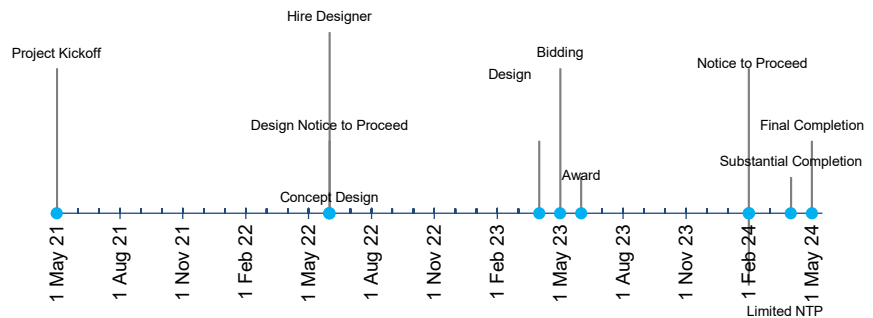 Hire Designer
Project Kickoff
Bidding
Design
Notice to Proceed
Design Notice to Proceed
Final Completion
Substantial Completion
Award
Concept Design
1 May 21
1 Aug 21
1 Nov 21
1 Feb 22
1 May 22
1 Aug 22
1 Nov 22
1 Feb 23
1 May 23
1 Aug 23
1 Nov 23
1 Feb 24
1 May 24
Limited NTP